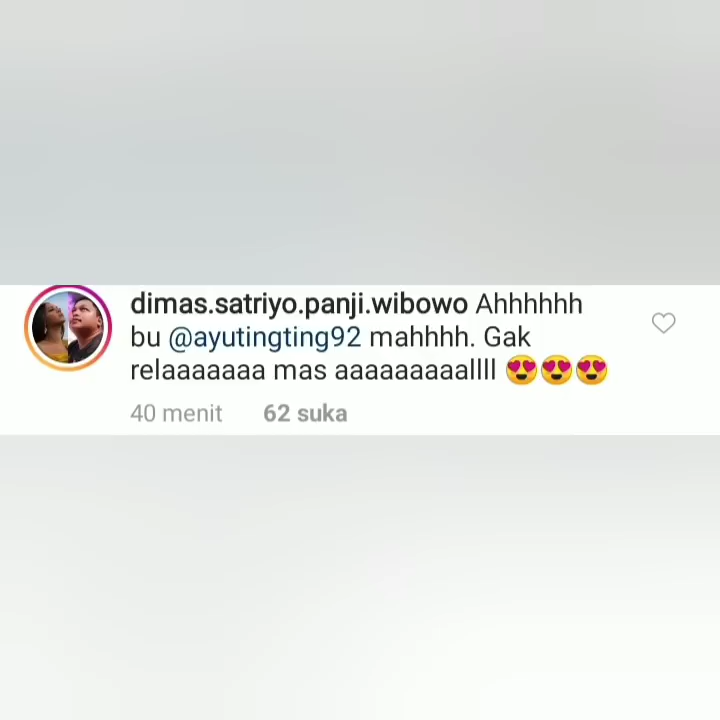 dimas.satriyo.panji.wibowo Ahhhhhh
bu @ayutingting92 mahhhh. Gak
relaaaaaaa mas aaaaaaaaallll 😍😍😍
40 menit 62 suka